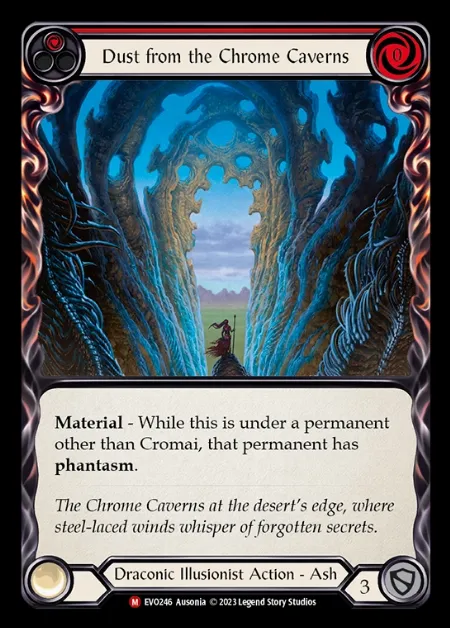 Dust from the Chrome Caverns
0
Material - While this is under a permanent
other than Cromai, that permanent has
phantasm.
The Chrome Caverns at the desert's edge, where
steel-laced winds whisper of forgotten secrets.
Draconic Illusionist Action - Ash
3
M EVO246 Ausonia © 2023 Legend Story Studios